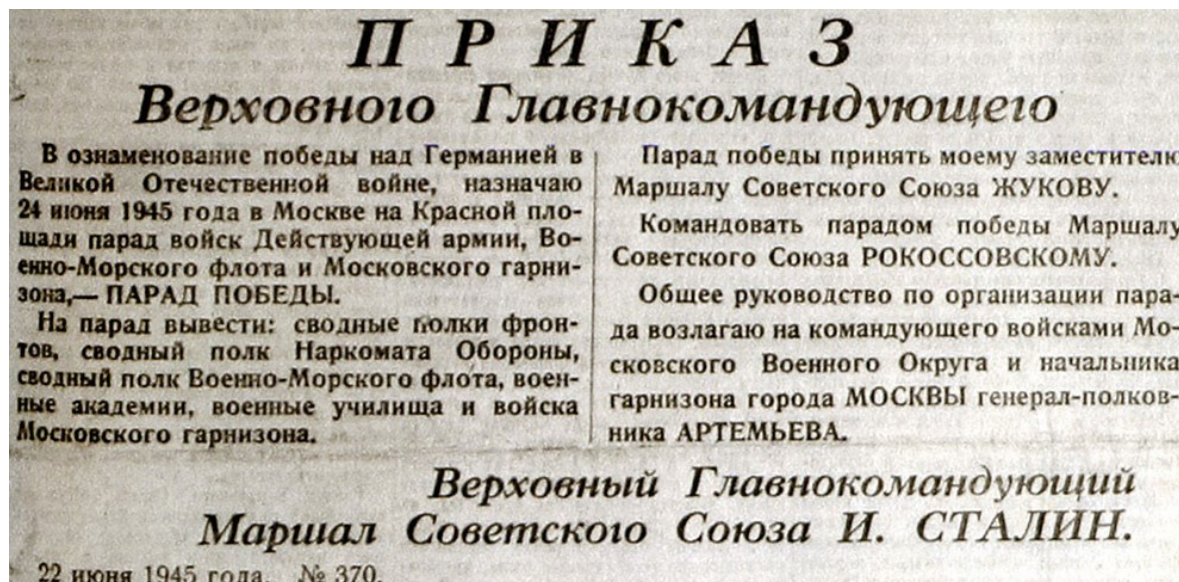 ПРИКАЗ
Верховного Главнокомандующего
В ознаменование победы над Германией в
Великой Отечественной войне, назначаю
24 июня 1945 года в Москве на Красной пло-
щади парад войск Действующей армии, Во-
енно-Морского флота и Московского гарни-
зона,— ПАРАД ПОБЕДЫ.
На парад вывести: сводные полки фрон-
тов, сводный полк Наркомата Обороны,
сводный полк Военно-Морского флота, воен-
ные академии, военные училища и войска
Московского гарнизона.
Парад победы принять моему заместителю
Маршалу Советского Союза ЖУКОВУ.
Командовать парадом победы Маршалу
Советского Союза РОКОССОВСКОМУ.
Общее руководство по организации пара-
да возлагаю на командующего войсками Мо-
сковского Военного Округа и начальника
гарнизона города МОСКВЫ генерал-полков-
ника АРТЕМЬЕВА.
Верховный Главнокомандующий
Маршал Советского Союза И. СТАЛИН.
22 июня 1945 года. № 370.